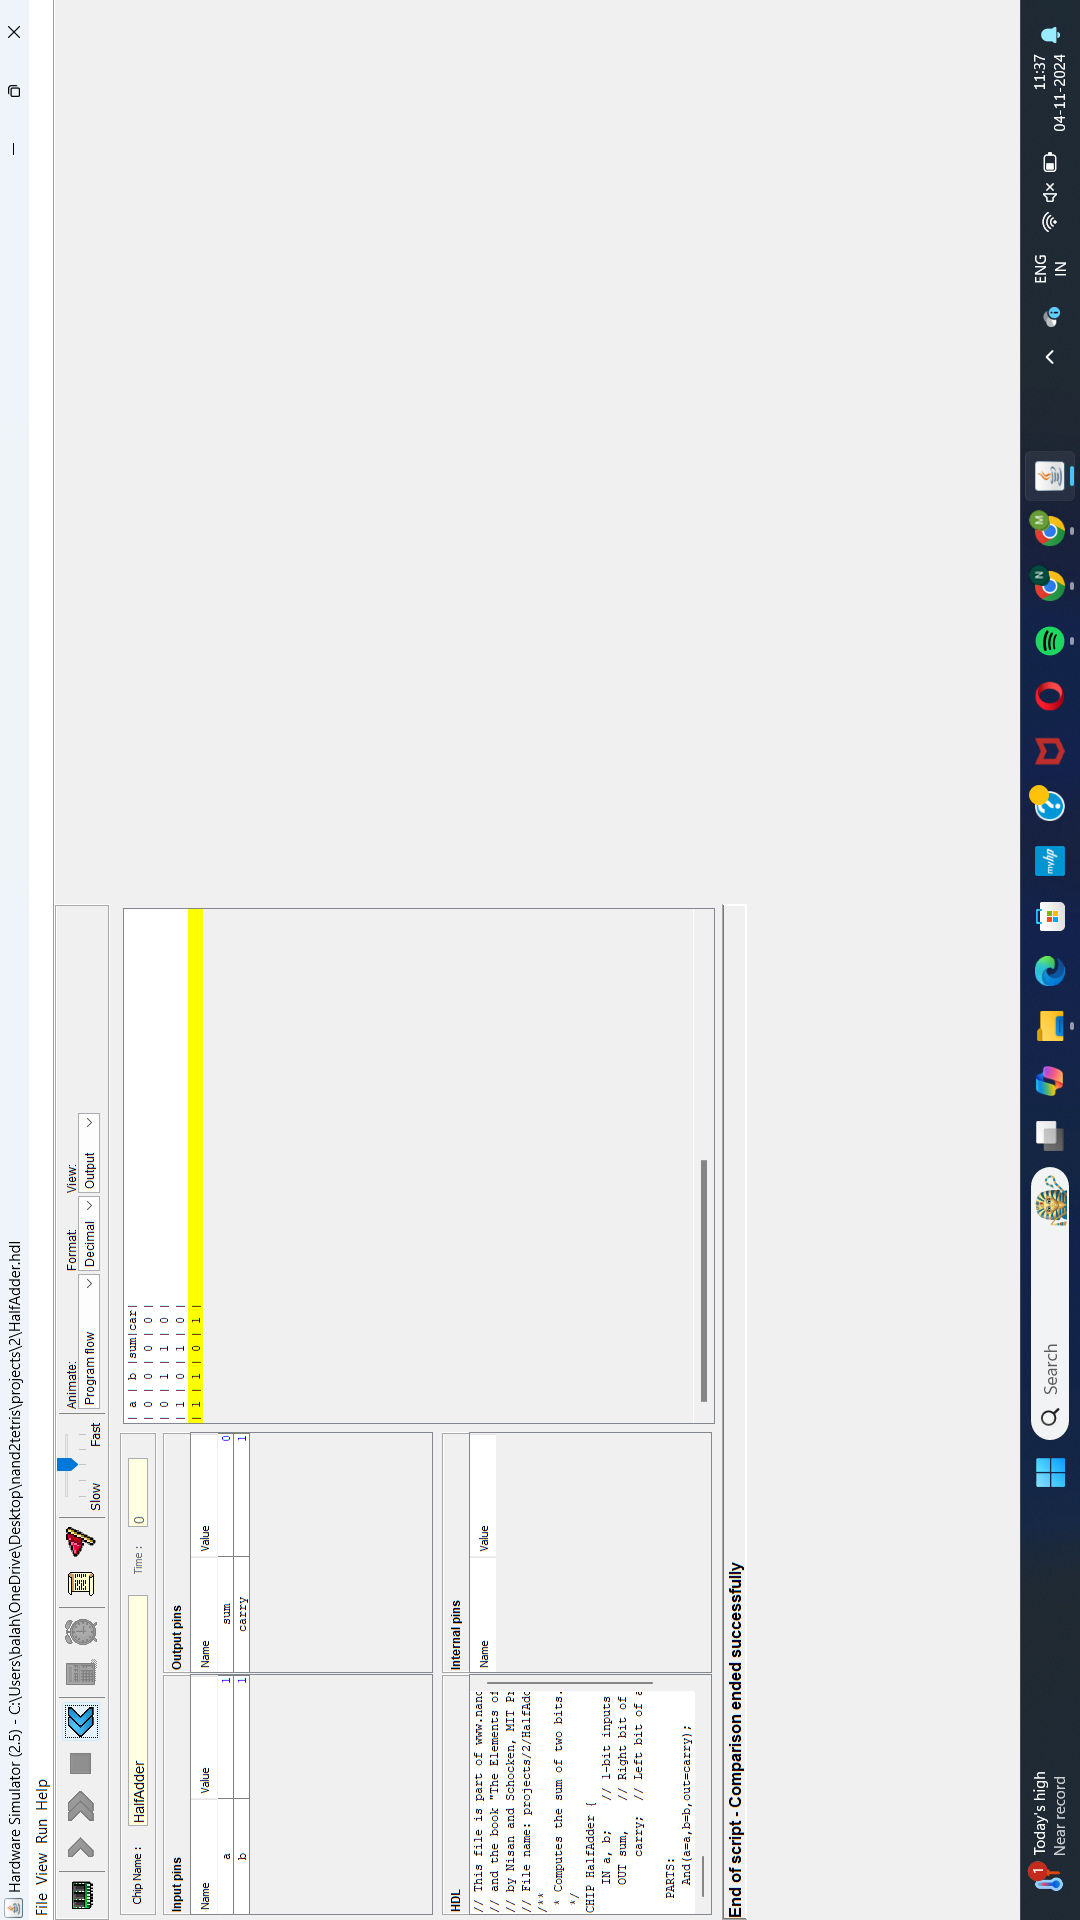 Hardware Simulator (2.5) - C:\Users\balah\OneDrive\Desktop\nand2tetris\projects\2\HalfAdder.hdl
File View Run Help
Slow Fast
Animate:
Program flow
Format:
Decimal
View:
Output
Chip Name :
HalfAdder
Time :
0
Input pins
Name Value
a 1
b 1
Output pins
Name Value
sum 0
carry 1
| a | b |sum|car|
| 0 | 0 | 0 | 0 |
| 0 | 1 | 1 | 0 |
| 1 | 0 | 1 | 0 |
| 1 | 1 | 0 | 1 |
HDL
// This file is part of www.nand
// and the book "The Elements of
// by Nisan and Schocken, MIT Pr
// File name: projects/2/HalfAdd
/**
* Computes the sum of two bits.
*/
CHIP HalfAdder {
IN a, b; // 1-bit inputs
OUT sum, // Right bit of
carry; // Left bit of a
PARTS:
And(a=a,b=b,out=carry);
Internal pins
Name Value
End of script - Comparison ended successfully
1
Today's high
Near record
Search
myhp
N
M
ENG
IN
11:37
04-11-2024